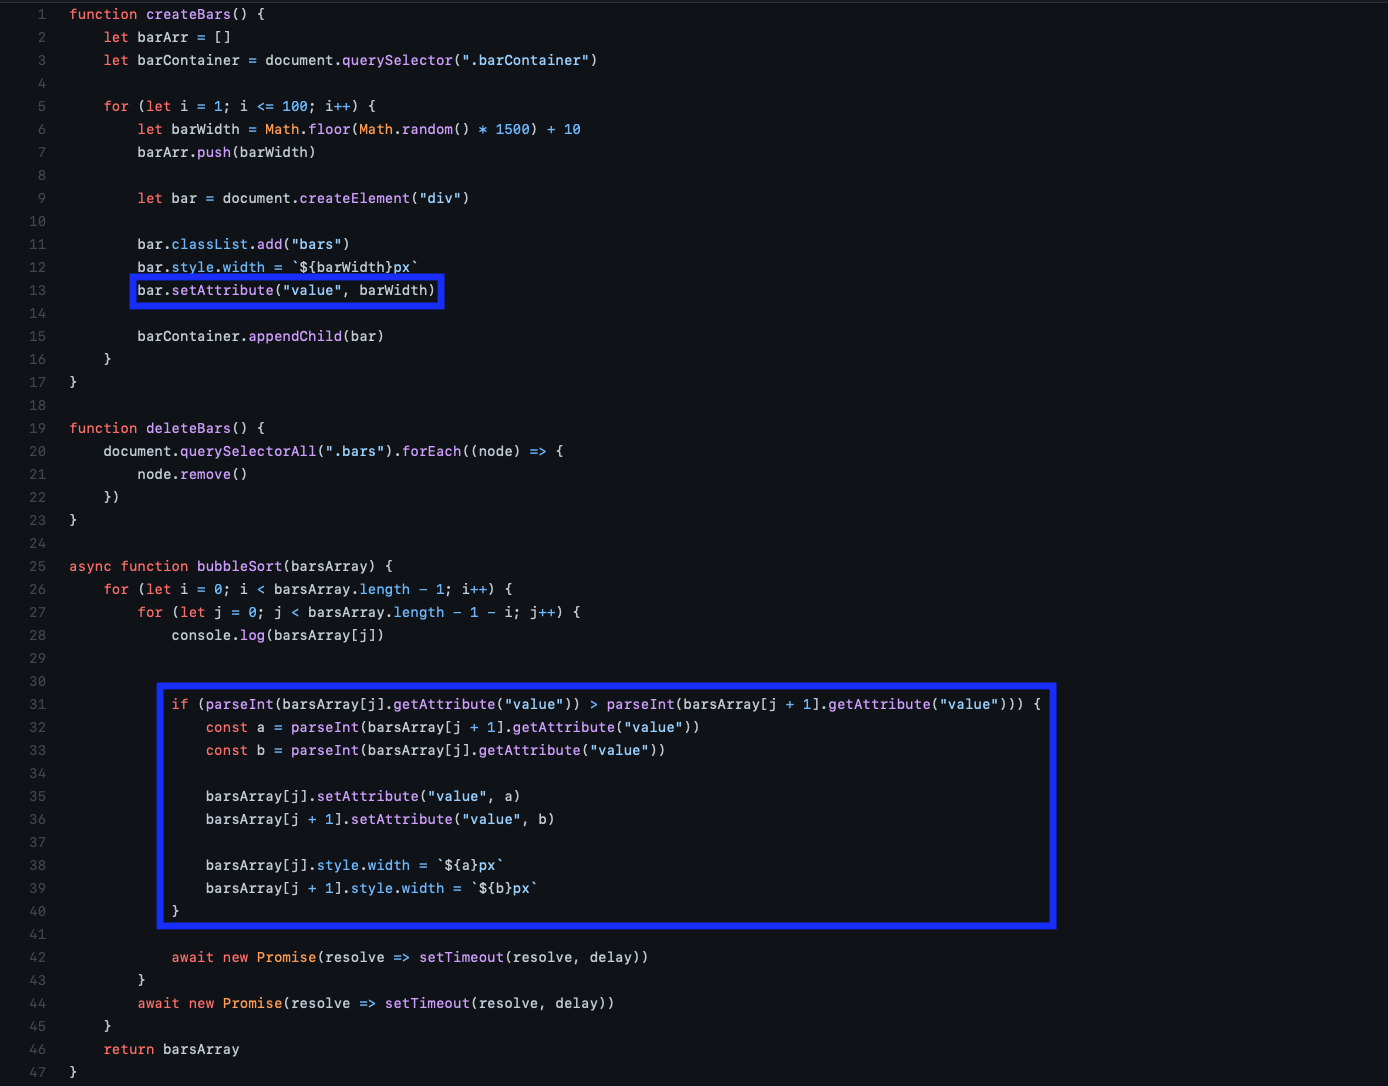 1 function createBars() {
2 let barArr = []
3 let barContainer = document.querySelector(".barContainer")
4
5 for (let i = 1; i <= 100; i++) {
6 let barWidth = Math.floor(Math.random() * 1500) + 10
7 barArr.push(barWidth)
8
9 let bar = document.createElement("div")
10
11 bar.classList.add("bars")
12 bar.style.width = `${barWidth}px`
13 bar.setAttribute("value", barWidth)
14
15 barContainer.appendChild(bar)
16 }
17 }
18
19 function deleteBars() {
20 document.querySelectorAll(".bars").forEach((node) => {
21 node.remove()
22 })
23 }
24
25 async function bubbleSort(barsArray) {
26 for (let i = 0; i < barsArray.length - 1; i++) {
27 for (let j = 0; j < barsArray.length - 1 - i; j++) {
28 console.log(barsArray[j])
29
30
31 if (parseInt(barsArray[j].getAttribute("value")) > parseInt(barsArray[j + 1].getAttribute("value"))) {
32 const a = parseInt(barsArray[j + 1].getAttribute("value"))
33 const b = parseInt(barsArray[j].getAttribute("value"))
34
35 barsArray[j].setAttribute("value", a)
36 barsArray[j + 1].setAttribute("value", b)
37
38 barsArray[j].style.width = `${a}px`
39 barsArray[j + 1].style.width = `${b}px`
40 }
41
42 await new Promise(resolve => setTimeout(resolve, delay))
43 }
44 await new Promise(resolve => setTimeout(resolve, delay))
45 }
46 return barsArray
47 }